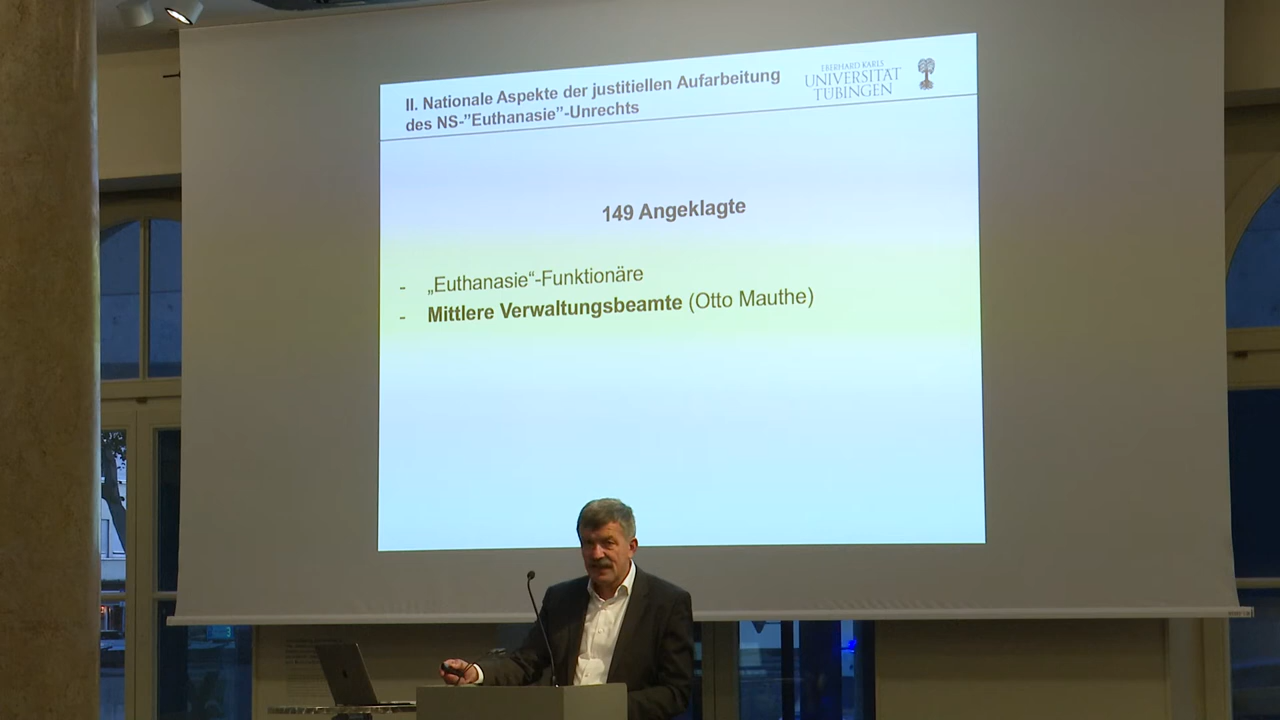 II. Nationale Aspekte der justitiellen Aufarbeitung
des NS-"Euthanasie"-Unrechts
EBERHARD KARLS
UNIVERSITÄT
TÜBINGEN
149 Angeklagte
- „Euthanasie“-Funktionäre
- Mittlere Verwaltungsbeamte (Otto Mauthe)